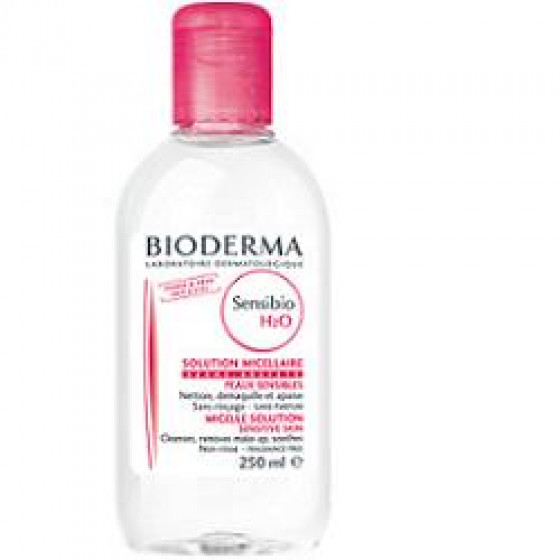 BIODERMA
LABORATOIRE DERMATOLOGIQUE
Sensibio
H2O
SOLUTION MICELLAIRE
PEAUX SENSIBLES
Nettoie, démaquille et apaise
Sans rinçage - Sans parfum
MICELLE SOLUTION
SENSITIVE SKIN
Cleanses, removes make-up, soothes
Non-rinse - FRAGRANCE FREE
250 ml e